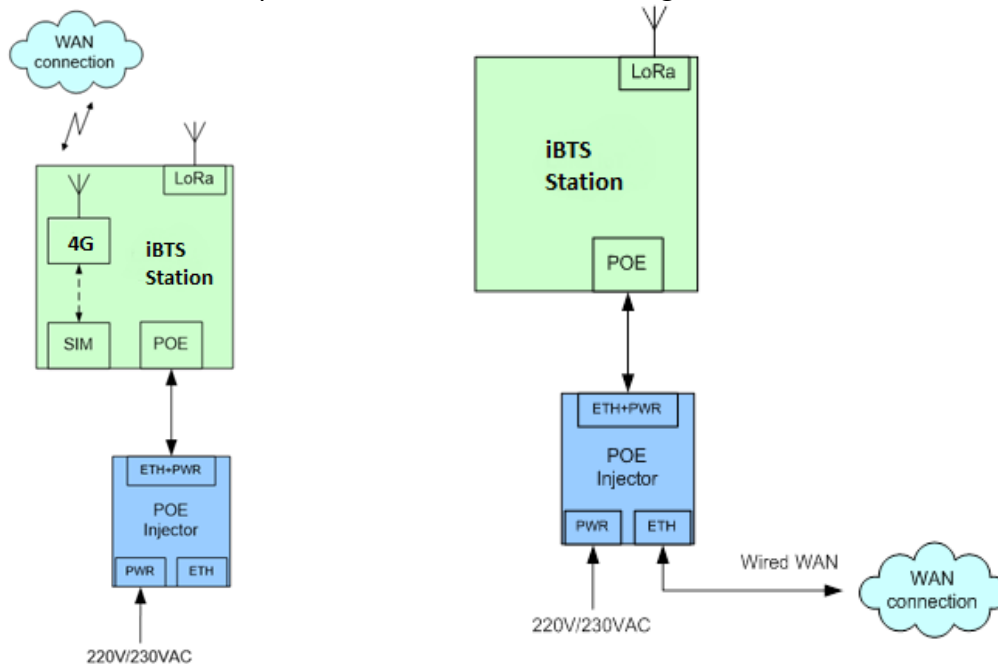 WAN
connection
LoRa
4G
iBTS
Station
SIM
POE
ETH+PWR
POE
Injector
PWR
ETH
220V/230VAC
LoRa
iBTS
Station
POE
ETH+PWR
POE
Injector
PWR
ETH
Wired WAN
WAN
connection
220V/230VAC